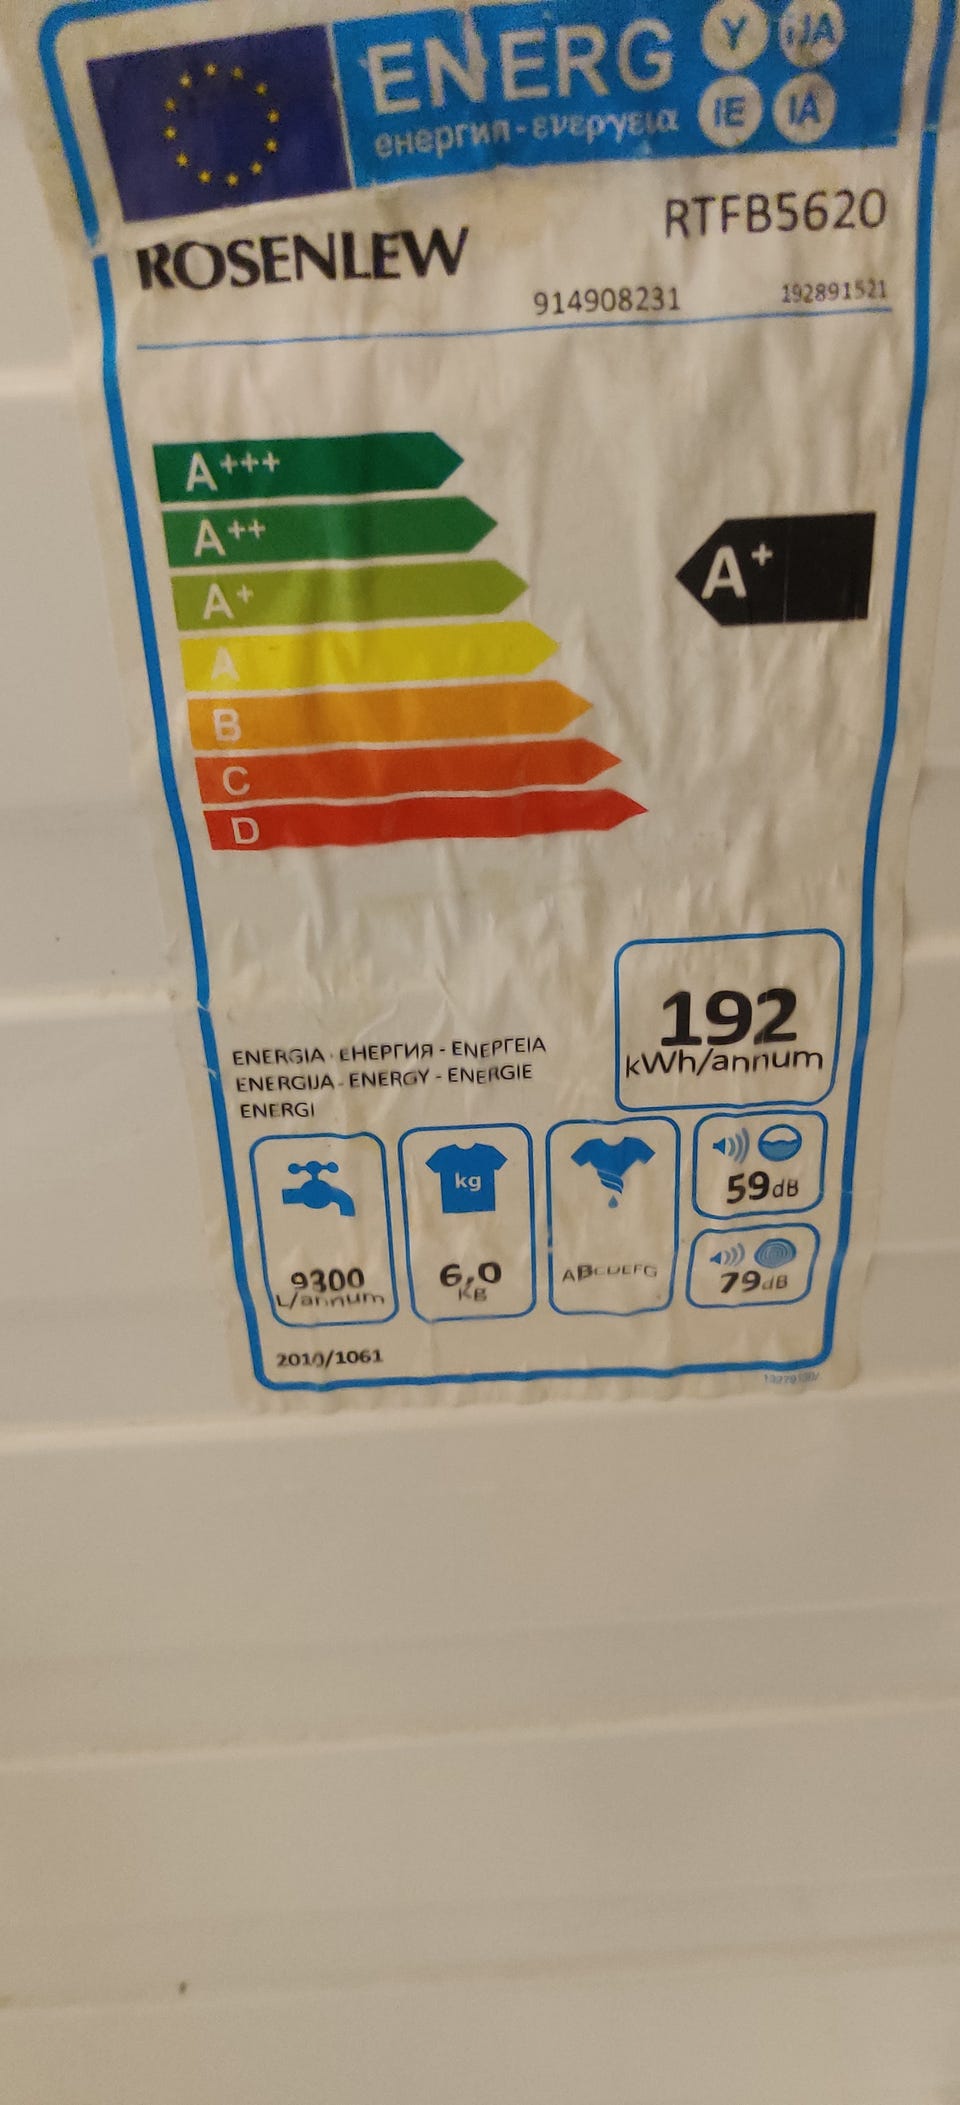 ENERG Y IJA
енергия-ενεργεια IE IA
ROSENLEW RTFB5620
914908231 192891521
A+++
A++
A+
A+
A
B
C
D
192
kWh/annum
ENERGIA · ЕНЕРГИЯ - ΕΝΕΡΓΕΙΑ
ENERGIJA - ENERGY - ENERGIE
ENERGI
kg
59dB
9300
L/annum
6,0
KG
ABCDEFG
79dB
2010/1061